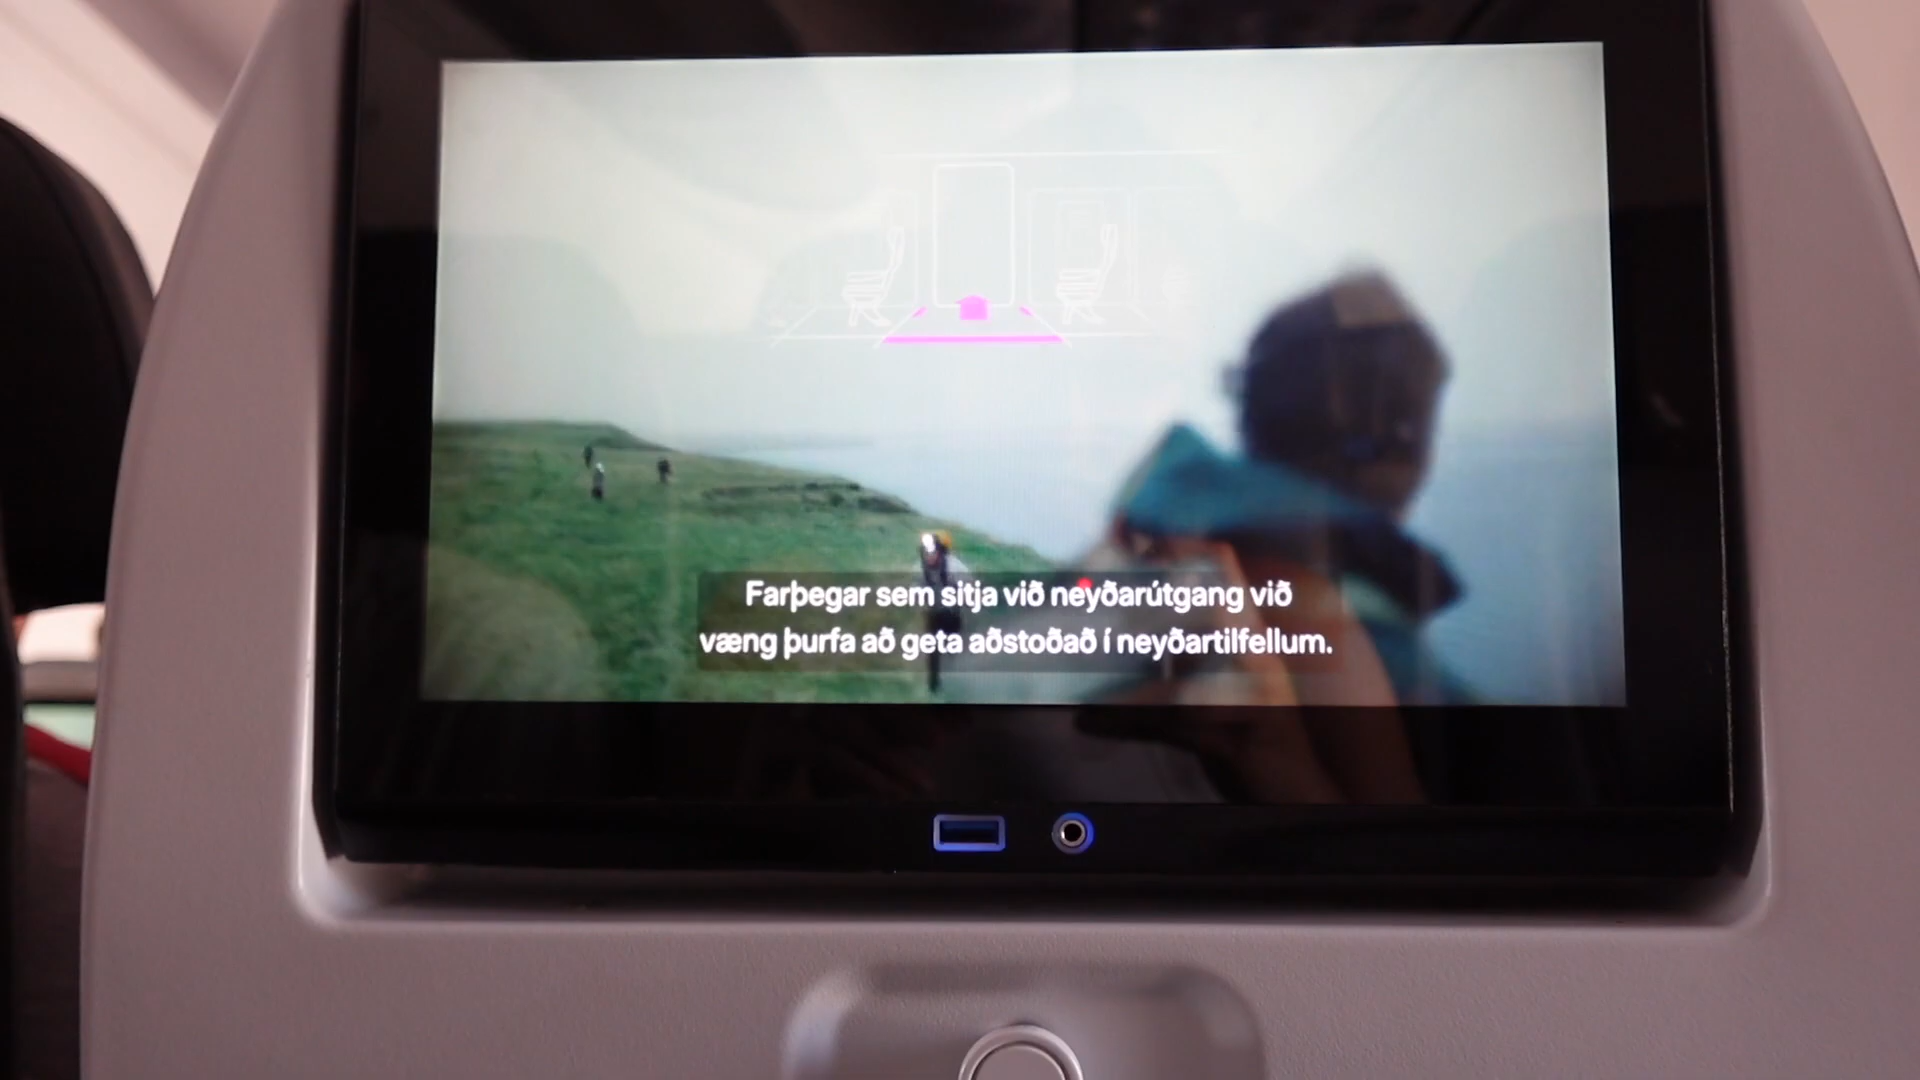 Farþegar sem sitja við neyðarútgang við
væng þurfa að geta aðstoðað í neyðartilfellum.